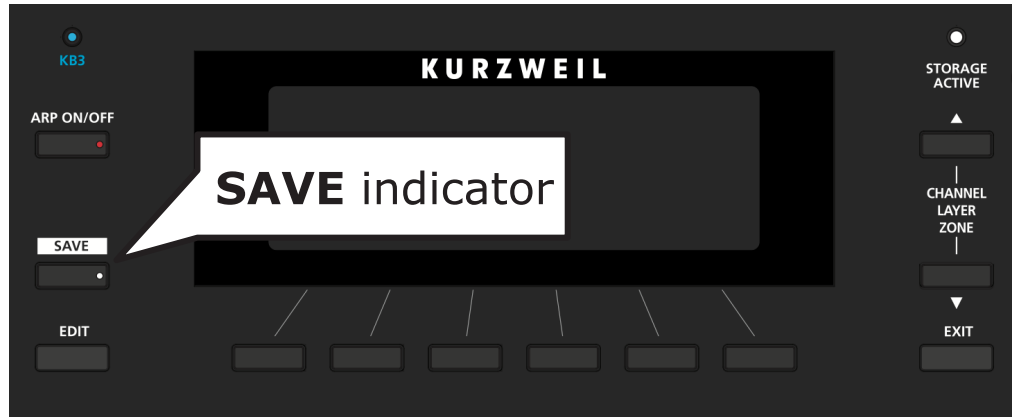 KB3
KURZWEIL
STORAGE
ACTIVE
ARP ON/OFF
SAVE indicator
CHANNEL
LAYER
ZONE
SAVE
EDIT
EXIT